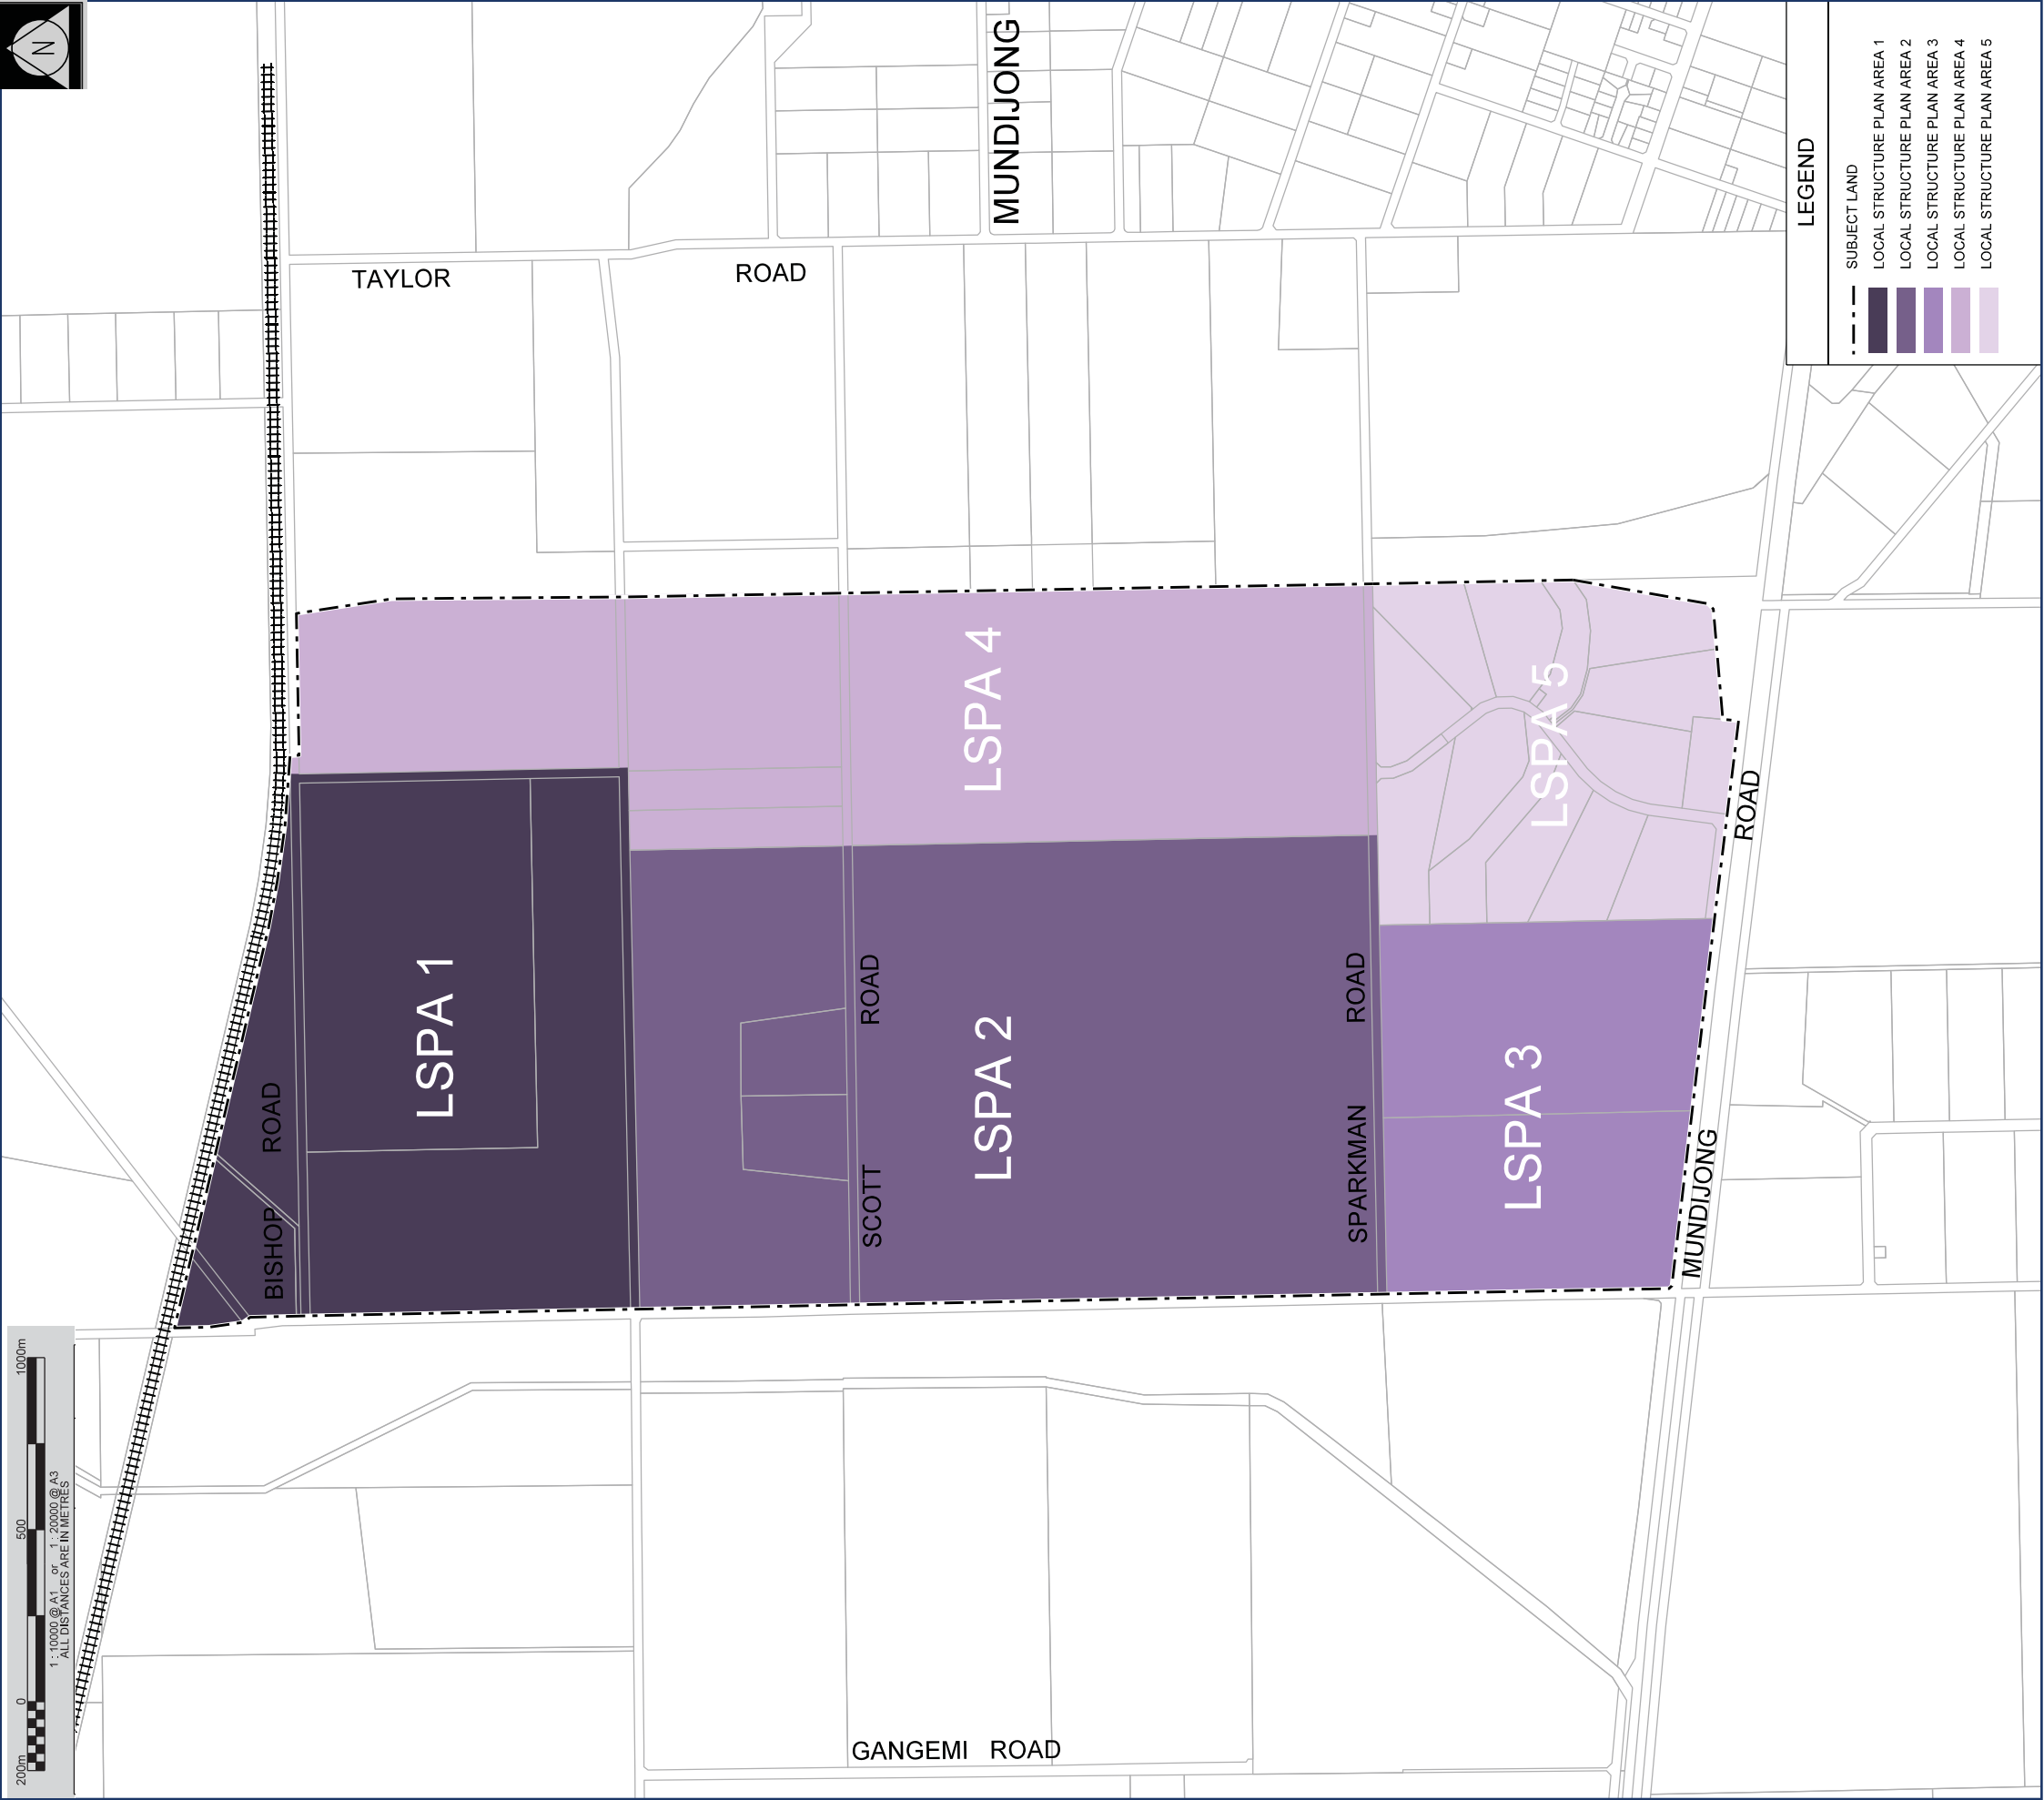 N
MUNDIJONG
TAYLOR ROAD
LEGEND
SUBJECT LAND
LOCAL STRUCTURE PLAN AREA 1
LOCAL STRUCTURE PLAN AREA 2
LOCAL STRUCTURE PLAN AREA 3
LOCAL STRUCTURE PLAN AREA 4
LOCAL STRUCTURE PLAN AREA 5
LSPA 4
LSPA 5
LSPA 1
LSPA 2
LSPA 3
BISHOP ROAD
SCOTT ROAD
SPARKMAN ROAD
MUNDIJONG ROAD
GANGEMI ROAD
200m 0 500 1000m
1 : 10000 @ A1 or 1 : 20000 @ A3
ALL DISTANCES ARE IN METRES